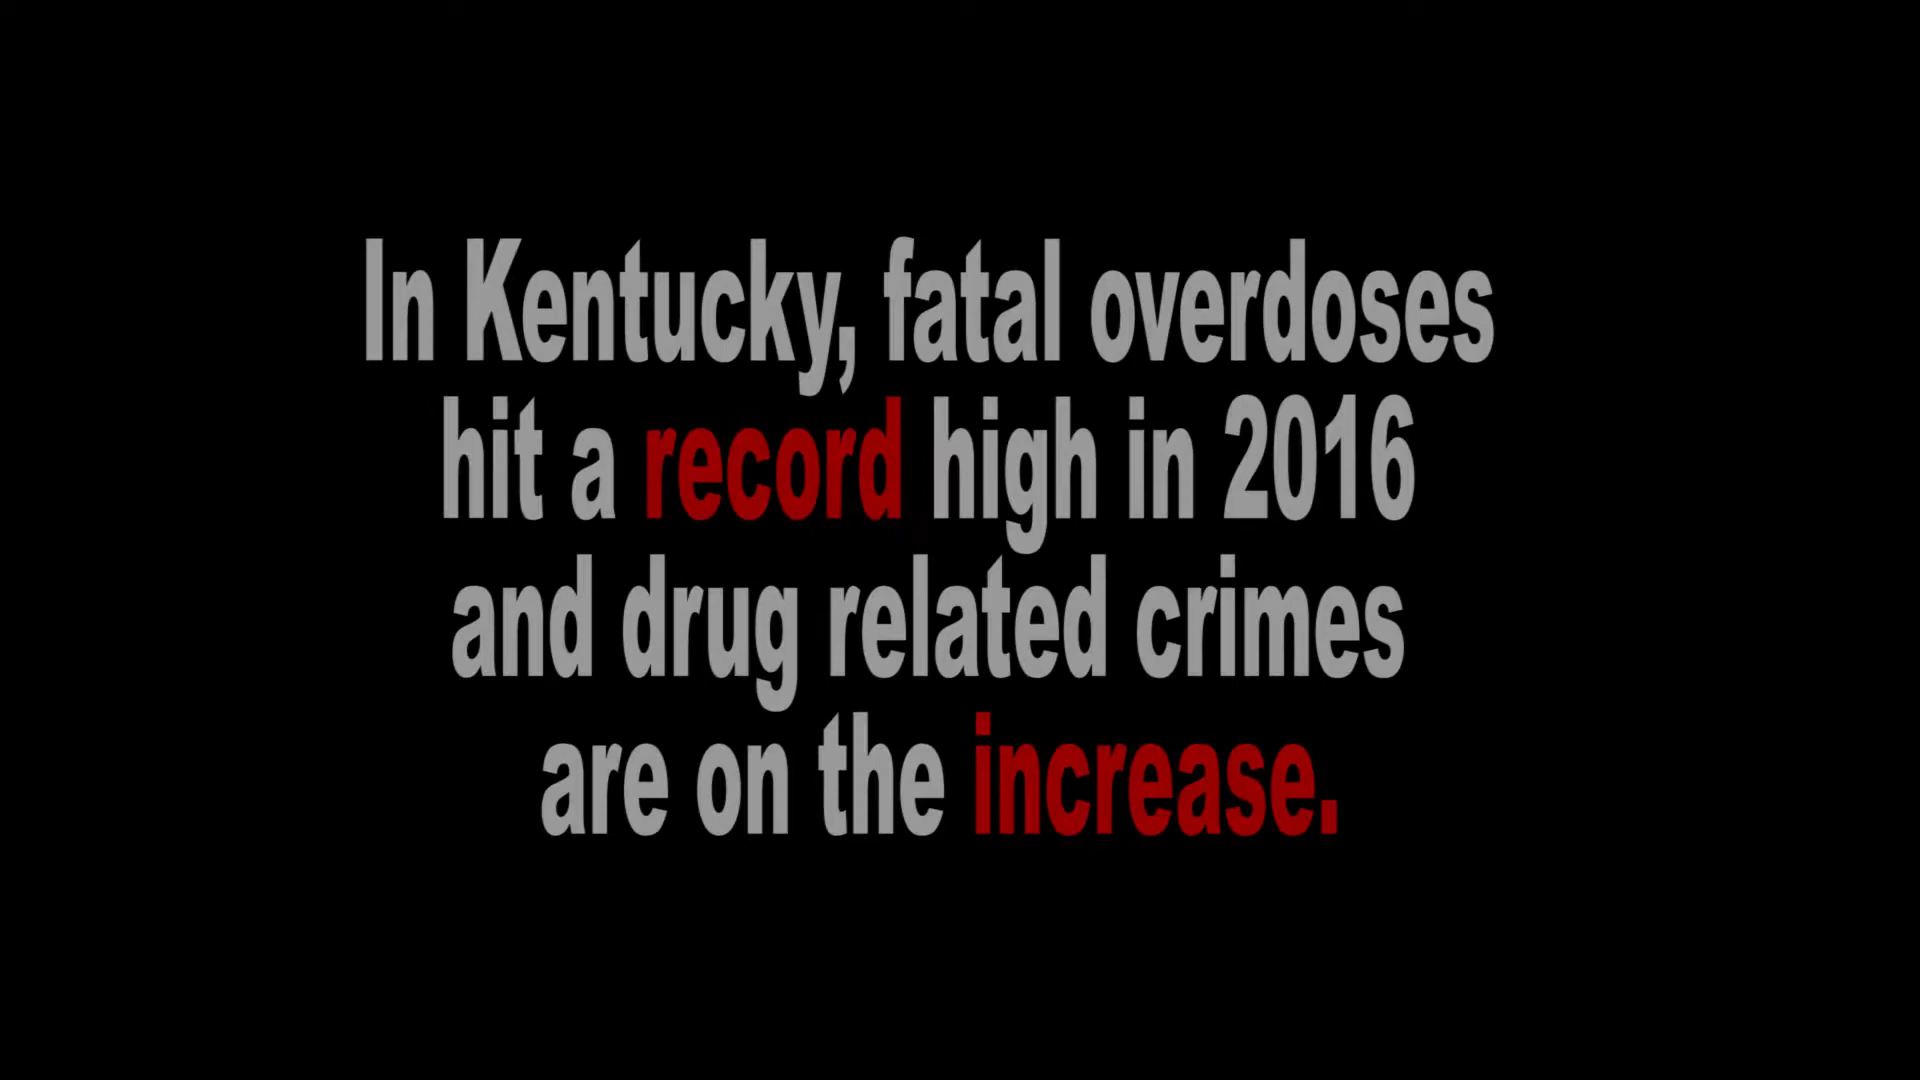 In Kentucky, fatal overdoses
hit a record high in 2016
and drug related crimes
are on the increase.